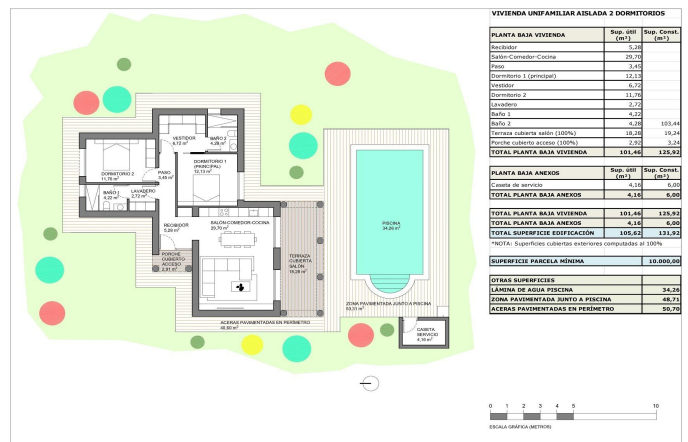 VIVIENDA UNIFAMILIAR AISLADA 2 DORMITORIOS
PLANTA BAJA VIVIENDA Sup. útil (m²) Sup. Const. (m²)
Recibidor 5,28
Salón-Comedor-Cocina 29,70
Paso 3,45
Dormitorio 1 (principal) 12,13
Vestidor 6,72
Dormitorio 2 11,76
Lavadero 2,72
Baño 1 4,22
Baño 2 4,28 103,44
Terraza cubierta salón (100%) 18,28 19,24
Porche cubierto acceso (100%) 2,92 3,24
TOTAL PLANTA BAJA VIVIENDA 101,46 125,92
PLANTA BAJA ANEXOS Sup. útil (m²) Sup. Const. (m²)
Caseta de servicio 4,16 6,00
TOTAL PLANTA BAJA ANEXOS 4,16 6,00
TOTAL PLANTA BAJA VIVIENDA 101,46 125,92
TOTAL PLANTA BAJA ANEXOS 4,16 6,00
TOTAL SUPERFICIE EDIFICACIÓN 105,62 131,92
*NOTA: Superficies cubiertas exteriores computadas al 100%
SUPERFICIE PARCELA MÍNIMA 10.000,00
OTRAS SUPERFICIES
LÁMINA DE AGUA PISCINA 34,26
ZONA PAVIMENTADA JUNTO A PISCINA 48,71
ACERAS PAVIMENTADAS EN PERÍMETRO 50,70
VESTIDOR
6,72 m²
BAÑO 2
4,28 m²
DORMITORIO 2
11,76 m²
PASO
3,45 m²
DORMITORIO 1
(PRINCIPAL)
12,13 m²
BAÑO 1
4,22 m²
LAVADERO
2,72 m²
RECIBIDOR
5,28 m²
SALÓN-COMEDOR-COCINA
29,70 m²
PORCHE
CUBIERTO
ACCESO
2,91 m²
TERRAZA
CUBIERTA
SALÓN
18,28 m²
PISCINA
34,26 m²
ZONA PAVIMENTADA JUNTO A PISCINA
53,31 m²
ACERAS PAVIMENTADAS EN PERÍMETRO
60,60 m²
CASETA
SERVICIO
4,16 m²
0 1 2 3 4 5 10
ESCALA GRÁFICA (METROS)